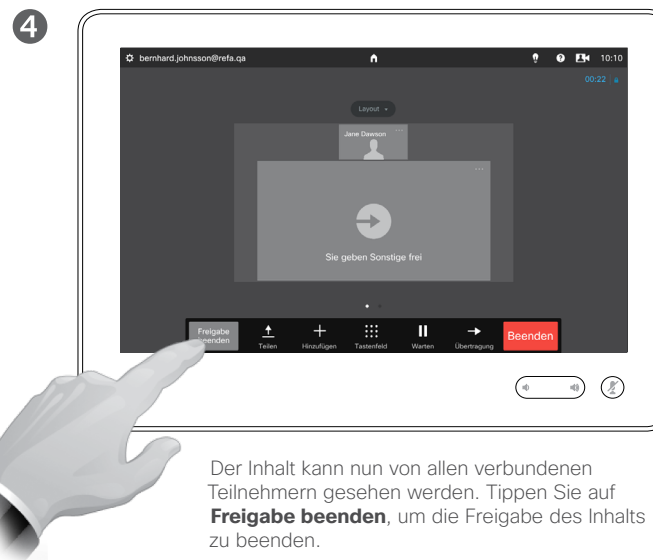 4
bernhard.johnsson@refa.qa 10:10
00:22
Layout
Jane Dawson
Sie geben Sonstige frei
Freigabe beenden
Teilen Hinzufügen Tastenfeld Warten Übertragung Beenden
Der Inhalt kann nun von allen verbundenen
Teilnehmern gesehen werden. Tippen Sie auf
Freigabe beenden, um die Freigabe des Inhalts
zu beenden.